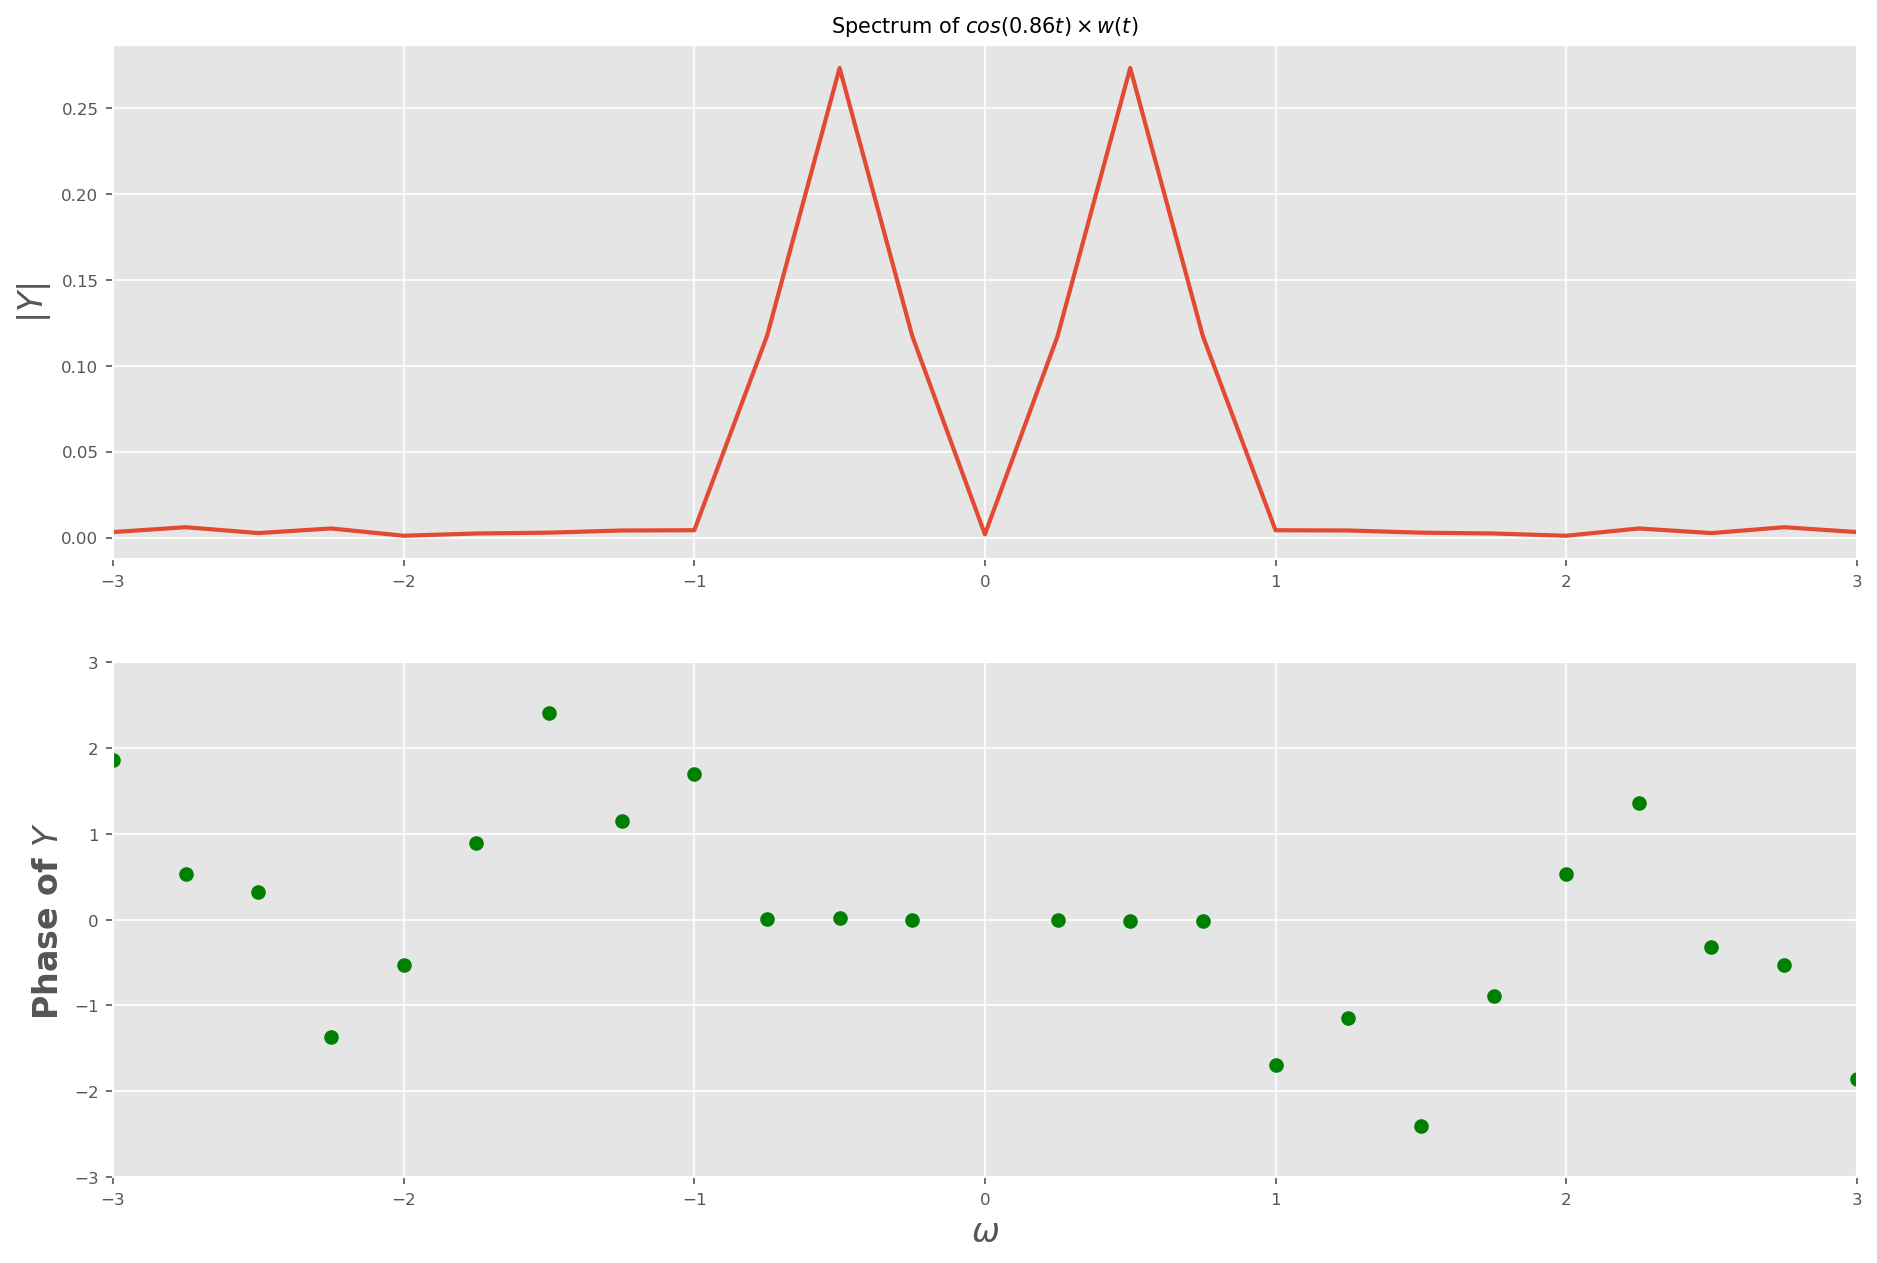 Spectrum of cos(0.86t) × w(t)
|Y|
0.25
0.20
0.15
0.10
0.05
0.00
−3 −2 −1 0 1 2 3
Phase of Y
3
2
1
0
−1
−2
−3
−3 −2 −1 0 1 2 3
ω